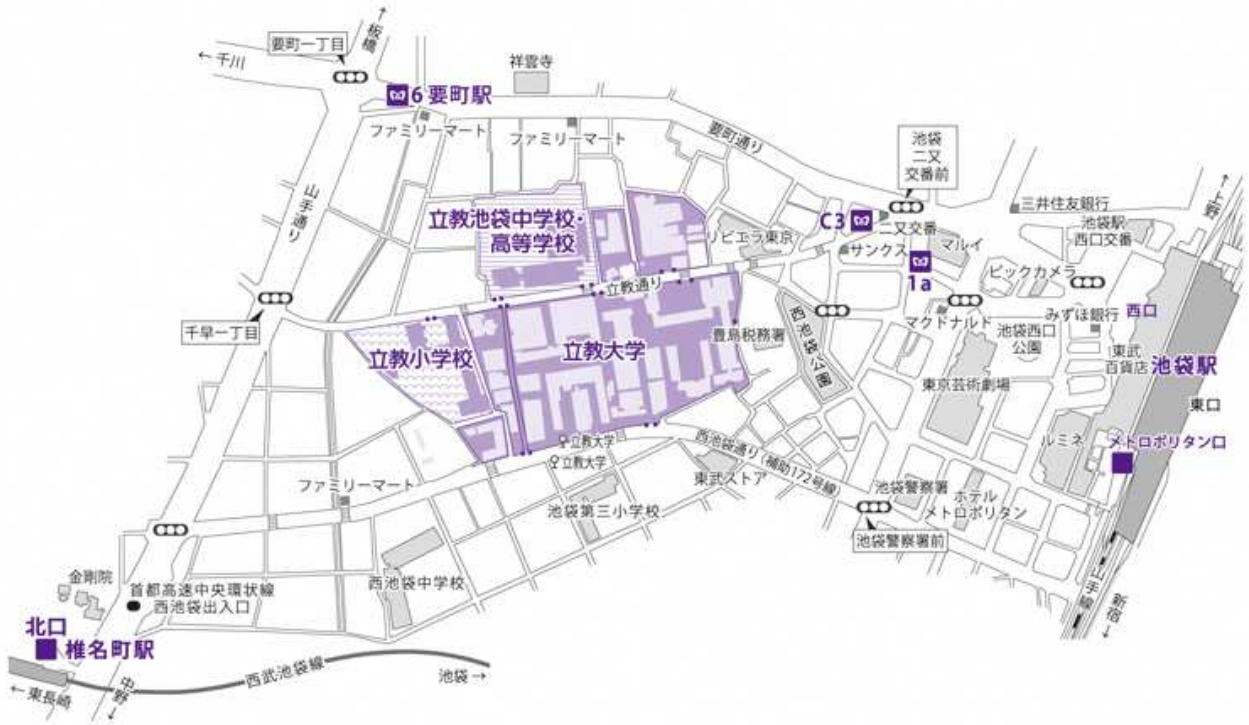 ↑板橋
要町一丁目
← 千川
祥雲寺
6 要町駅
ファミリーマート
ファミリーマート
要町通り
池袋
二又
交番前
山手通り
立教池袋中学校・
高等学校
↑上野
三井住友銀行
池袋駅
西口交番
C3
二又交番
リビエラ東京
サンクス
マルイ
1a
ビックカメラ
立教通り
千早一丁目
マクドナルド
みずほ銀行
西口
池袋西口
公園
豊島税務署
西池袋公園
立教小学校
立教大学
東武
百貨店
池袋駅
東京芸術劇場
東口
ルミネ
メトロポリタン口
立教大学
立教大学
西池袋通り(補助172号線)
東武ストア
ファミリーマート
池袋警察署
ホテル
メトロポリタン
池袋第三小学校
池袋警察署前
西池袋中学校
金剛院
首都高速中央環状線
西池袋出入口
山手線
新宿↓
北口
椎名町駅
西武池袋線
池袋 →
← 東長崎
中野↓